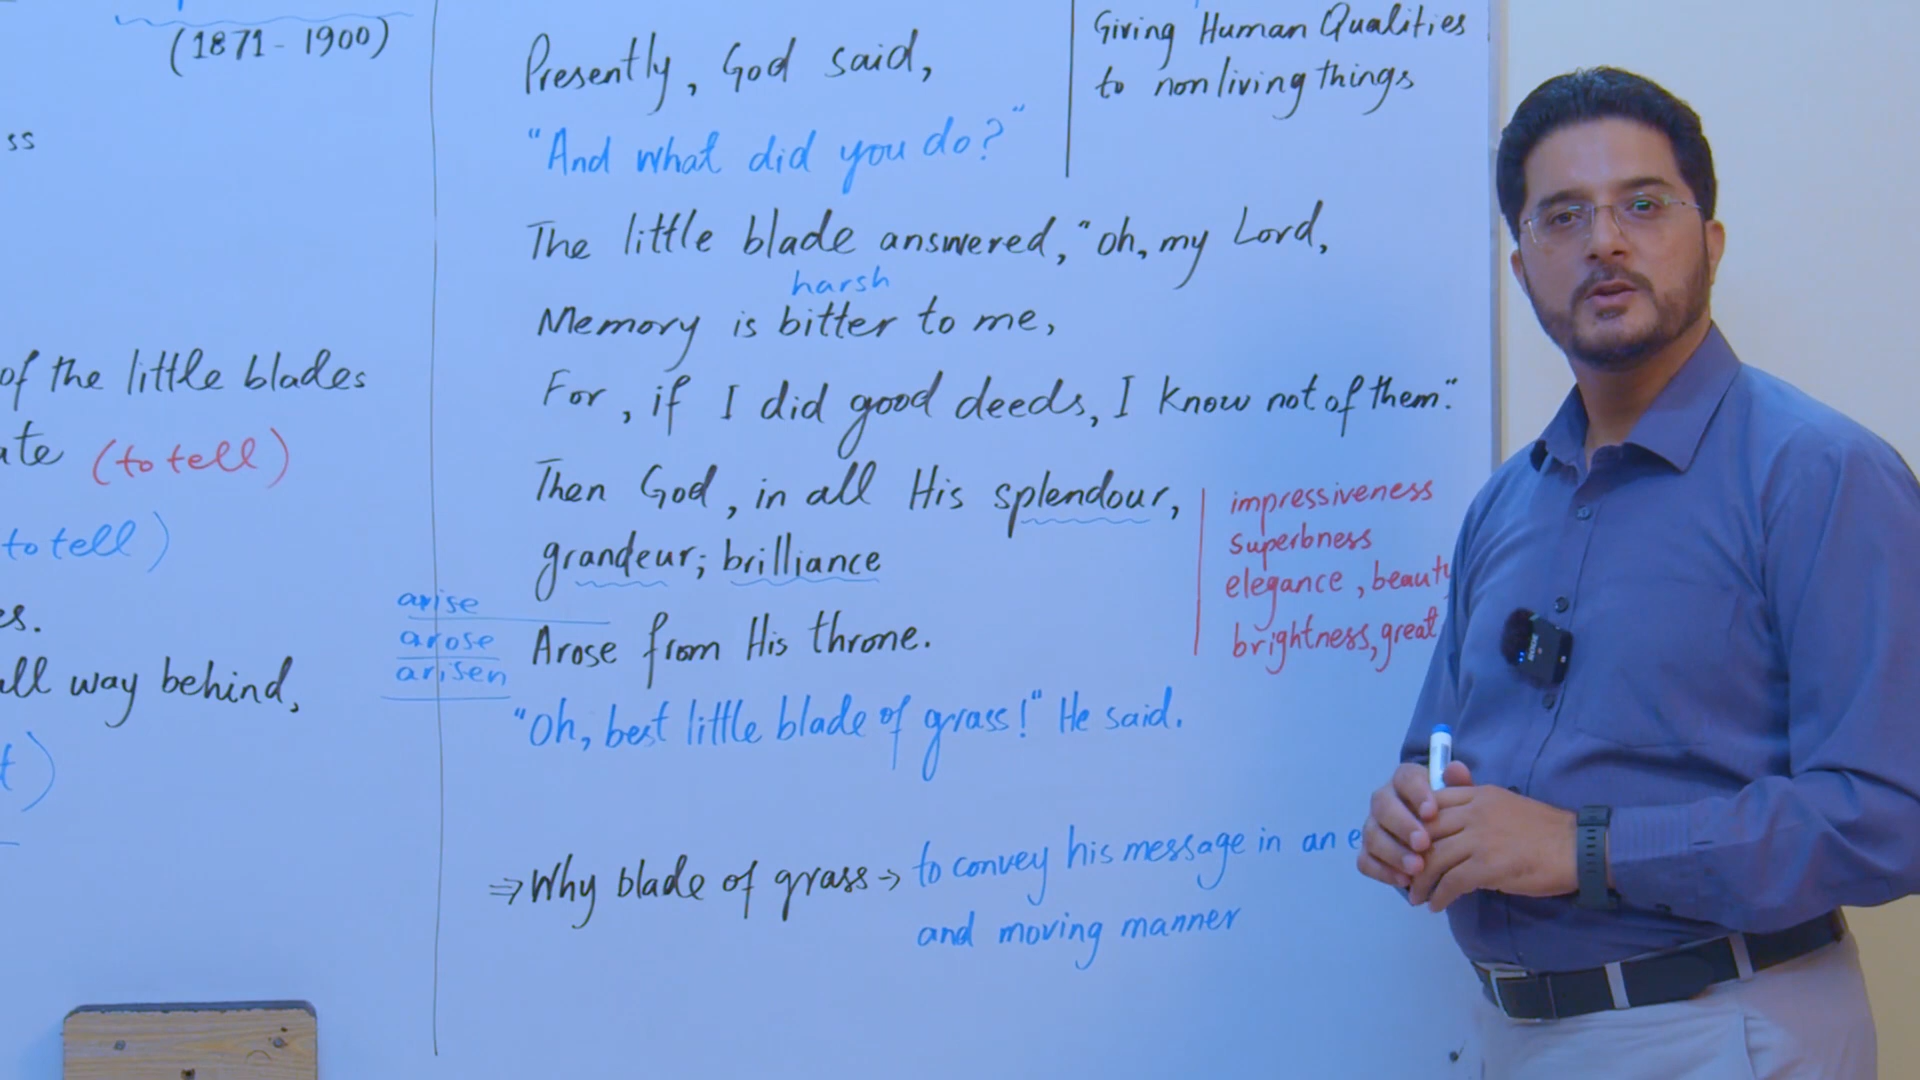 (1871-1900)
ss
of the little blades
(to tell)
to tell)
es.
all way behind,
Presently, God said,
"And what did you do?"
The little blade answered, "oh, my Lord,
harsh
Memory is bitter to me,
For, if I did good deeds, I know not of them."
Then God, in all His splendour,
grandeur; brilliance
arise
arose
arisen
Arose from His throne.
"Oh, best little blade of grass!" He said.
⇒ Why blade of grass → to convey his message in an e
and moving manner
Giving Human Qualities
to non living things
impressiveness
superbness
elegance, beauty
brightness, great